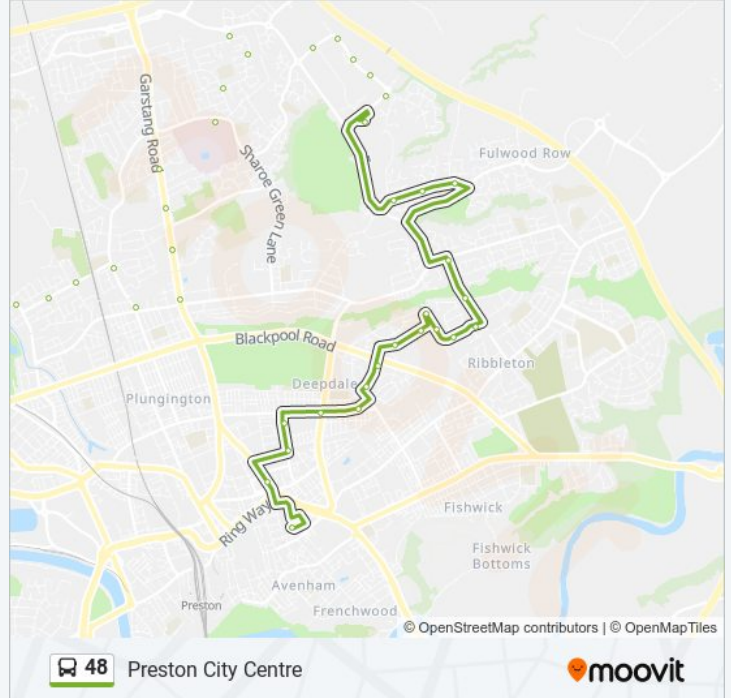 Garstang Road
Fulwood Row
Sharoe Green
Lane
Blackpool Road
Ribbleton
Deepdale
Plungington
Ring Way
Fishwick
Fishwick
Bottoms
Avenham
Preston
Frenchwood
© OpenStreetMap contributors | © OpenMapTiles
48 Preston City Centre
moovit